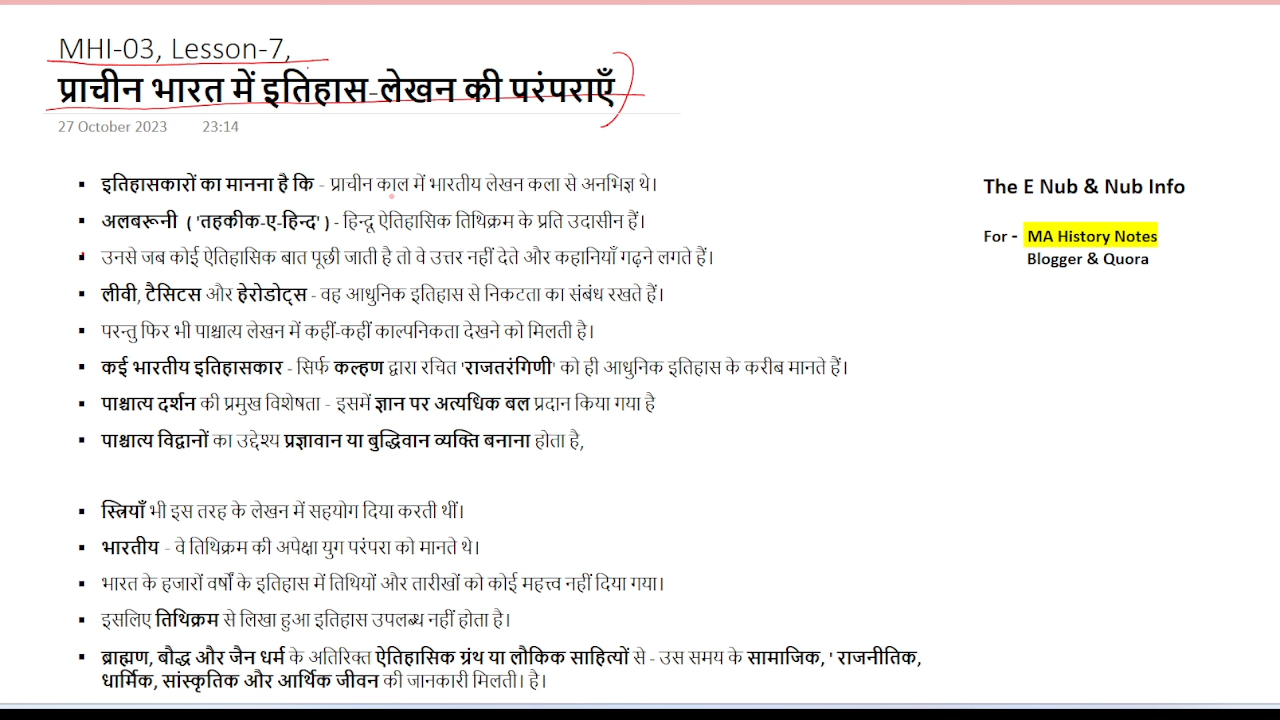 MHI-03, Lesson-7,
प्राचीन भारत में इतिहास-लेखन की परंपराएँ
27 October 2023 23:14
▪ इतिहासकारों का मानना है कि - प्राचीन काल में भारतीय लेखन कला से अनभिज्ञ थे।
▪ अलबरूनी ( 'तहकीक-ए-हिन्द' ) - हिन्दू ऐतिहासिक तिथिक्रम के प्रति उदासीन हैं।
▪ उनसे जब कोई ऐतिहासिक बात पूछी जाती है तो वे उत्तर नहीं देते और कहानियाँ गढ़ने लगते हैं।
▪ लीवी, टैसिटस और हेरोडोट्स - वह आधुनिक इतिहास से निकटता का संबंध रखते हैं।
▪ परन्तु फिर भी पाश्चात्य लेखन में कहीं-कहीं काल्पनिकता देखने को मिलती है।
▪ कई भारतीय इतिहासकार - सिर्फ कल्हण द्वारा रचित 'राजतरंगिणी' को ही आधुनिक इतिहास के करीब मानते हैं।
▪ पाश्चात्य दर्शन की प्रमुख विशेषता - इसमें ज्ञान पर अत्यधिक बल प्रदान किया गया है
▪ पाश्चात्य विद्वानों का उद्देश्य प्रज्ञावान या बुद्धिवान व्यक्ति बनाना होता है,
▪ स्त्रियाँ भी इस तरह के लेखन में सहयोग दिया करती थीं।
▪ भारतीय - वे तिथिक्रम की अपेक्षा युग परंपरा को मानते थे।
▪ भारत के हजारों वर्षों के इतिहास में तिथियों और तारीखों को कोई महत्त्व नहीं दिया गया।
▪ इसलिए तिथिक्रम से लिखा हुआ इतिहास उपलब्ध नहीं होता है।
▪ ब्राह्मण, बौद्ध और जैन धर्म के अतिरिक्त ऐतिहासिक ग्रंथ या लौकिक साहित्यों से - उस समय के सामाजिक, ' राजनीतिक,
धार्मिक, सांस्कृतिक और आर्थिक जीवन की जानकारी मिलती। है।
The E Nub & Nub Info
For - MA History Notes
Blogger & Quora